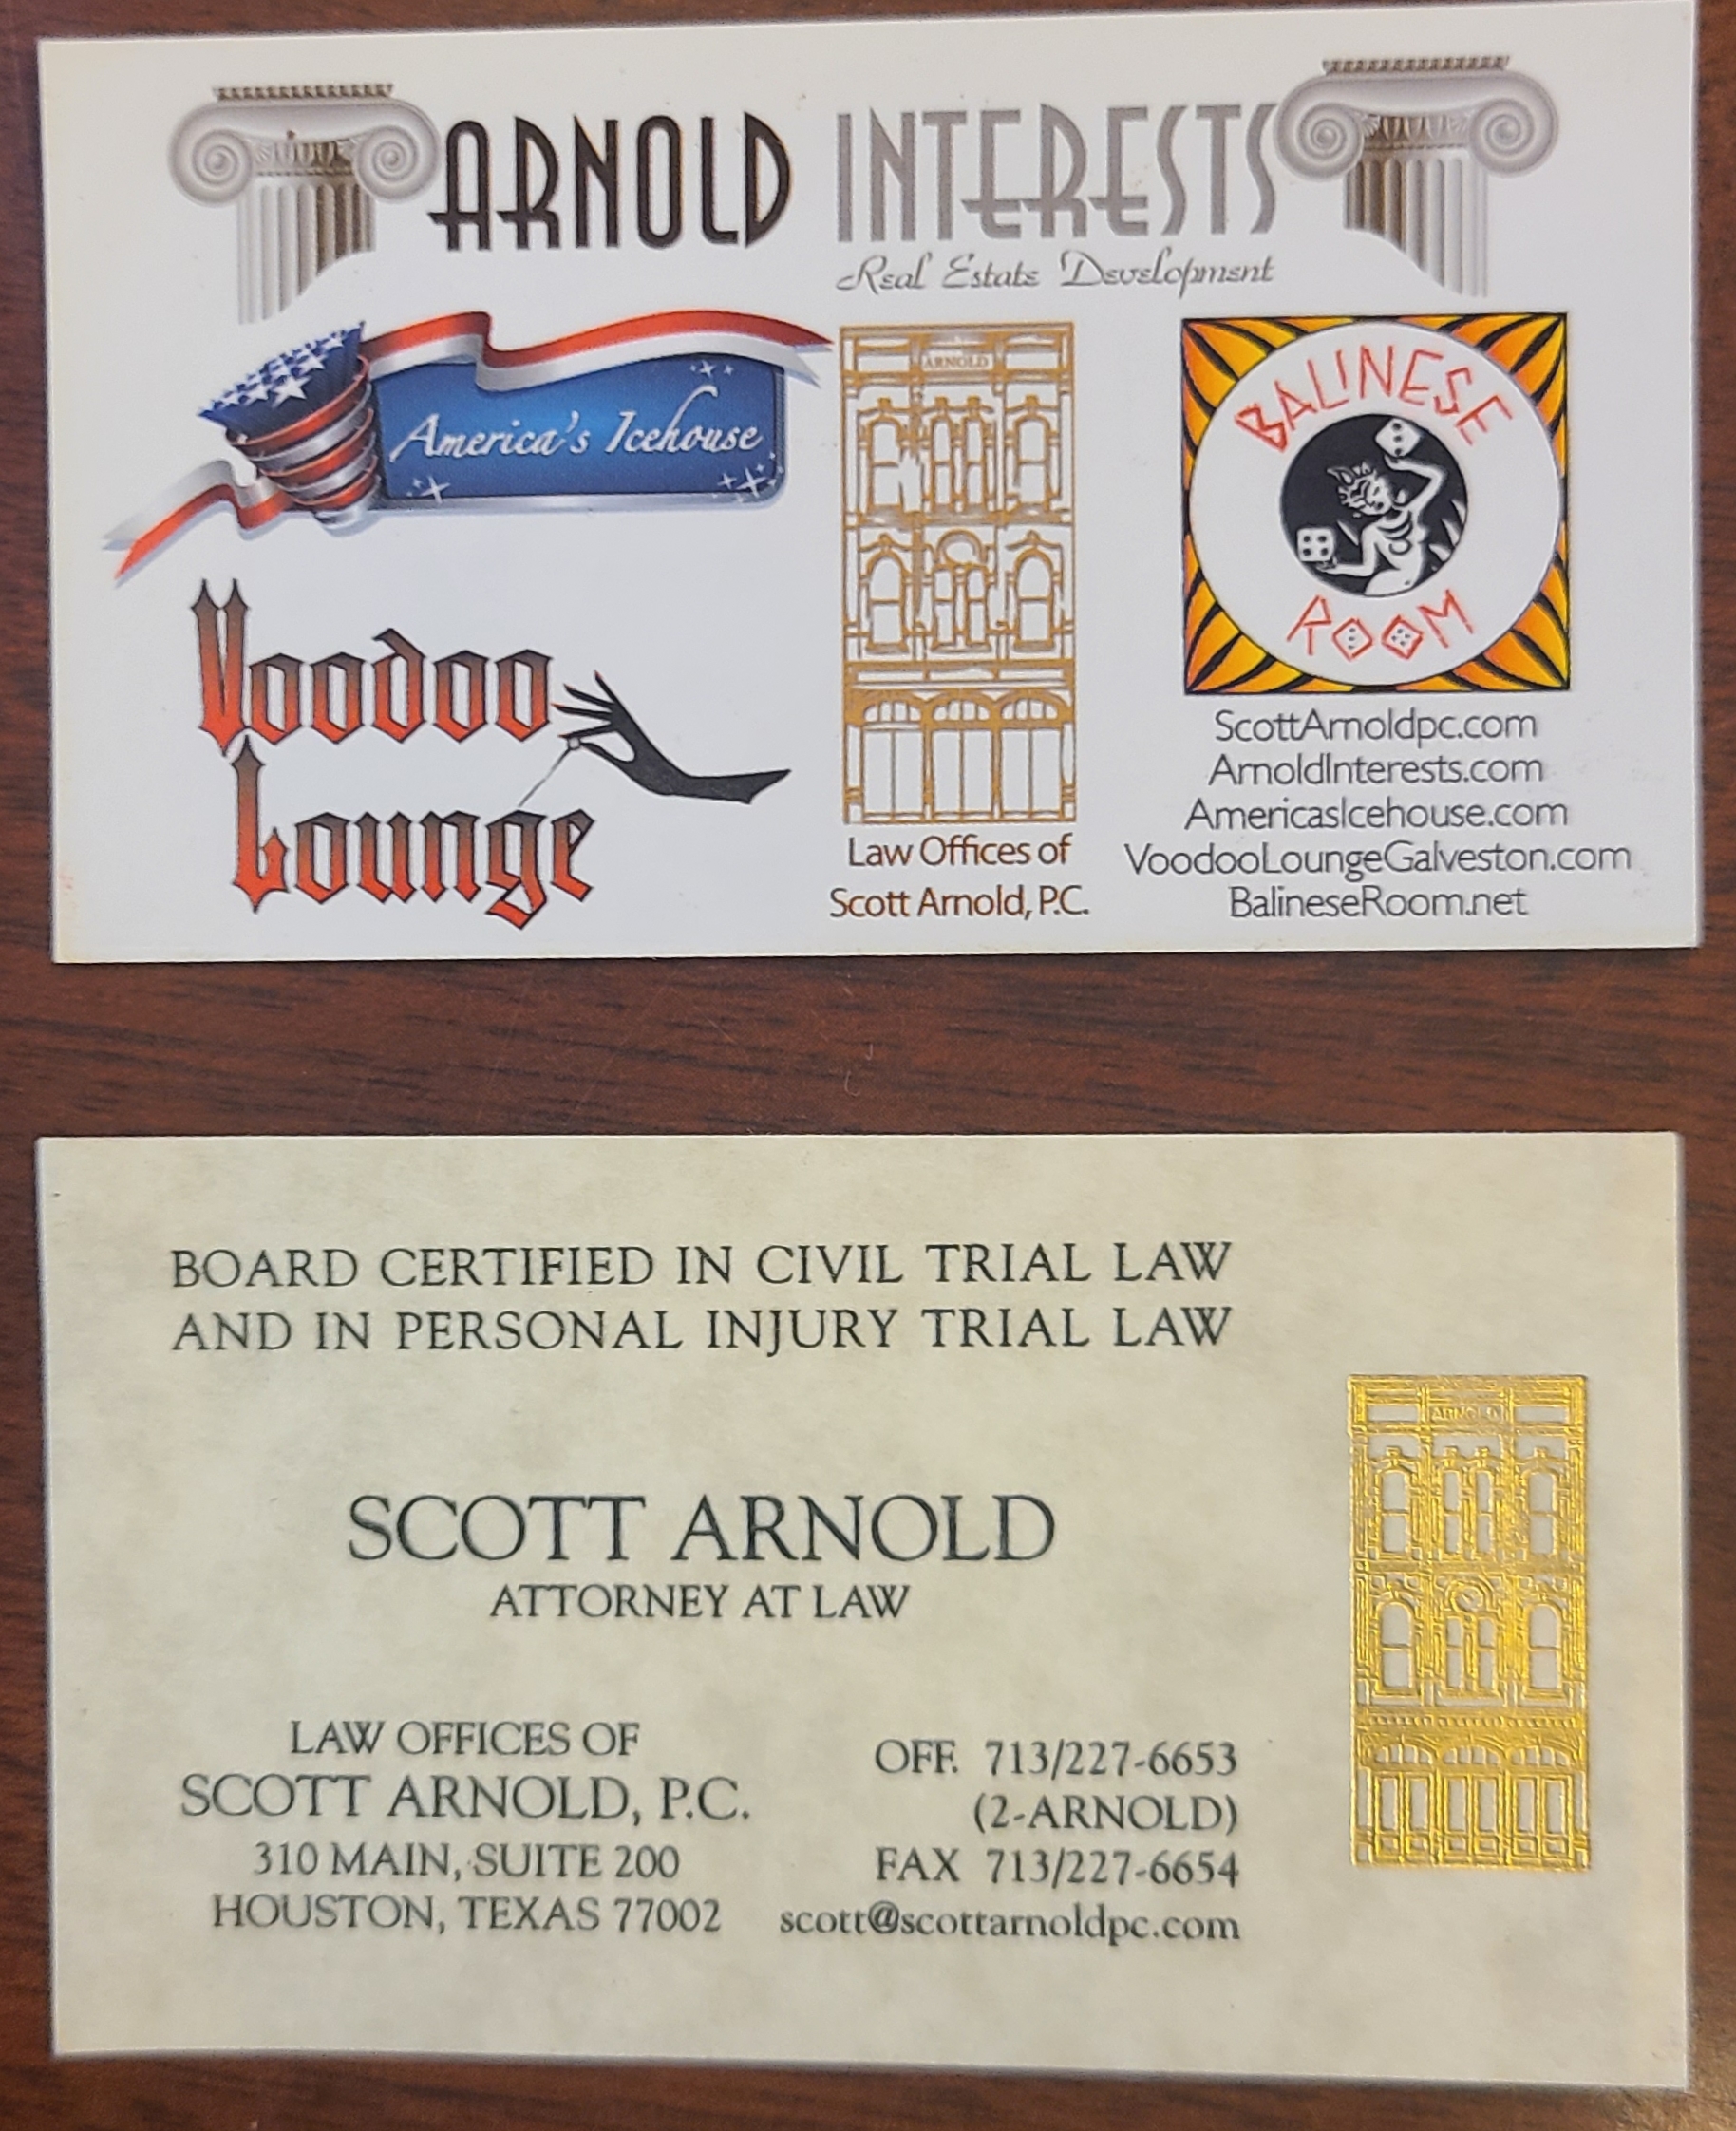 ARNOLD INTERESTS
Real Estate Development
America's Icehouse
ARNOLD
BALINESE
ROOM
Voodoo
Lounge
Law Offices of
Scott Arnold, P.C.
ScottArnoldpc.com
ArnoldInterests.com
AmericasIcehouse.com
VoodooLoungeGalveston.com
BalineseRoom.net
BOARD CERTIFIED IN CIVIL TRIAL LAW
AND IN PERSONAL INJURY TRIAL LAW
ARNOLD
SCOTT ARNOLD
ATTORNEY AT LAW
LAW OFFICES OF
SCOTT ARNOLD, P.C.
310 MAIN, SUITE 200
HOUSTON, TEXAS 77002
OFF. 713/227-6653
(2-ARNOLD)
FAX 713/227-6654
scott@scottarnoldpc.com